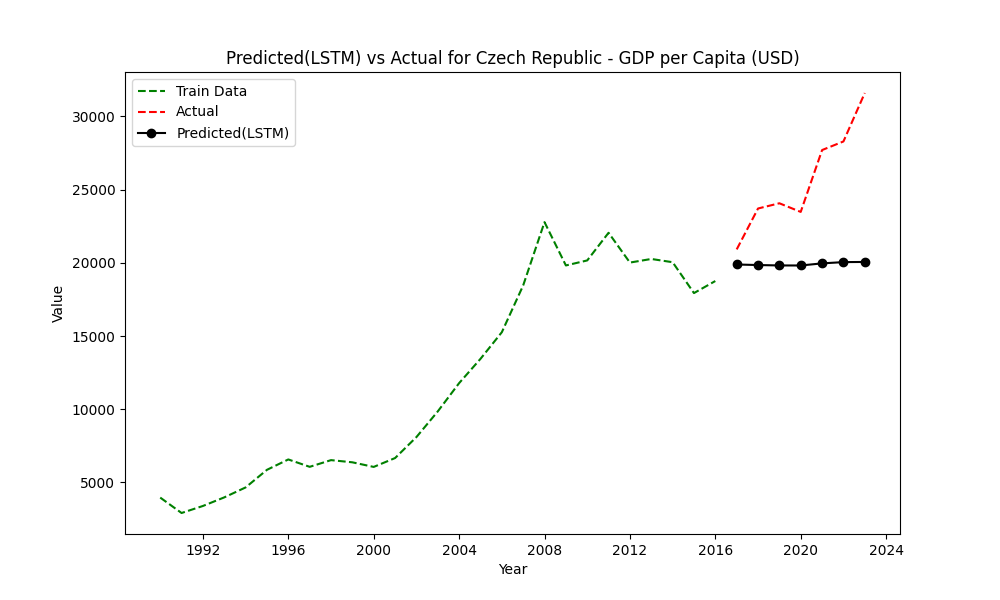 Predicted(LSTM) vs Actual for Czech Republic - GDP per Capita (USD)
Train Data
Actual
Predicted(LSTM)
30000
25000
20000
15000
10000
5000
Value
1992 1996 2000 2004 2008 2012 2016 2020 2024
Year